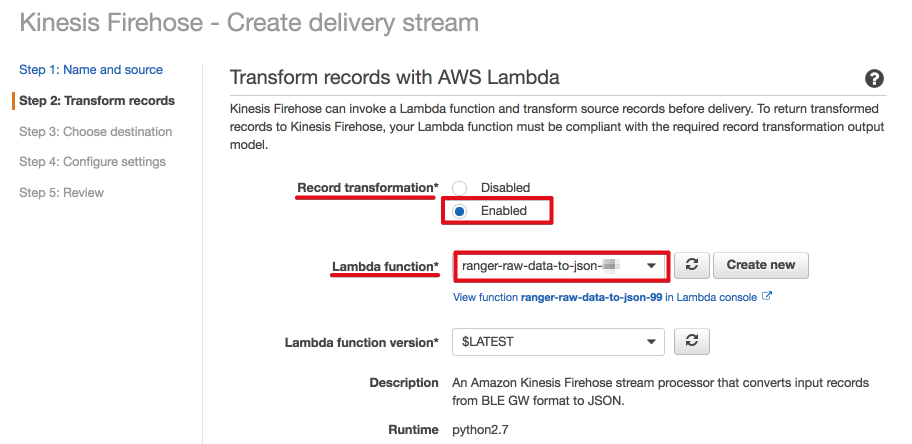 Kinesis Firehose - Create delivery stream
Step 1: Name and source
Step 2: Transform records
Step 3: Choose destination
Step 4: Configure settings
Step 5: Review
Transform records with AWS Lambda
?
Kinesis Firehose can invoke a Lambda function and transform source records before delivery. To return transformed
records to Kinesis Firehose, your Lambda function must be compliant with the required record transformation output
model.
Record transformation*
Disabled
Enabled
Lambda function*
ranger-raw-data-to-json-
Create new
View function ranger-raw-data-to-json-99 in Lambda console
Lambda function version*
$LATEST
Description
An Amazon Kinesis Firehose stream processor that converts input records
from BLE GW format to JSON.
Runtime
python2.7